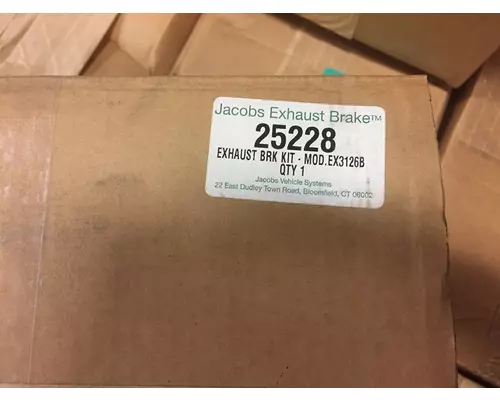 Jacobs Exhaust Brake™
25228
EXHAUST BRK KIT - MOD.EX3126B
QTY 1
Jacobs Vehicle Systems
22 East Dudley Town Road, Bloomfield, CT 06002